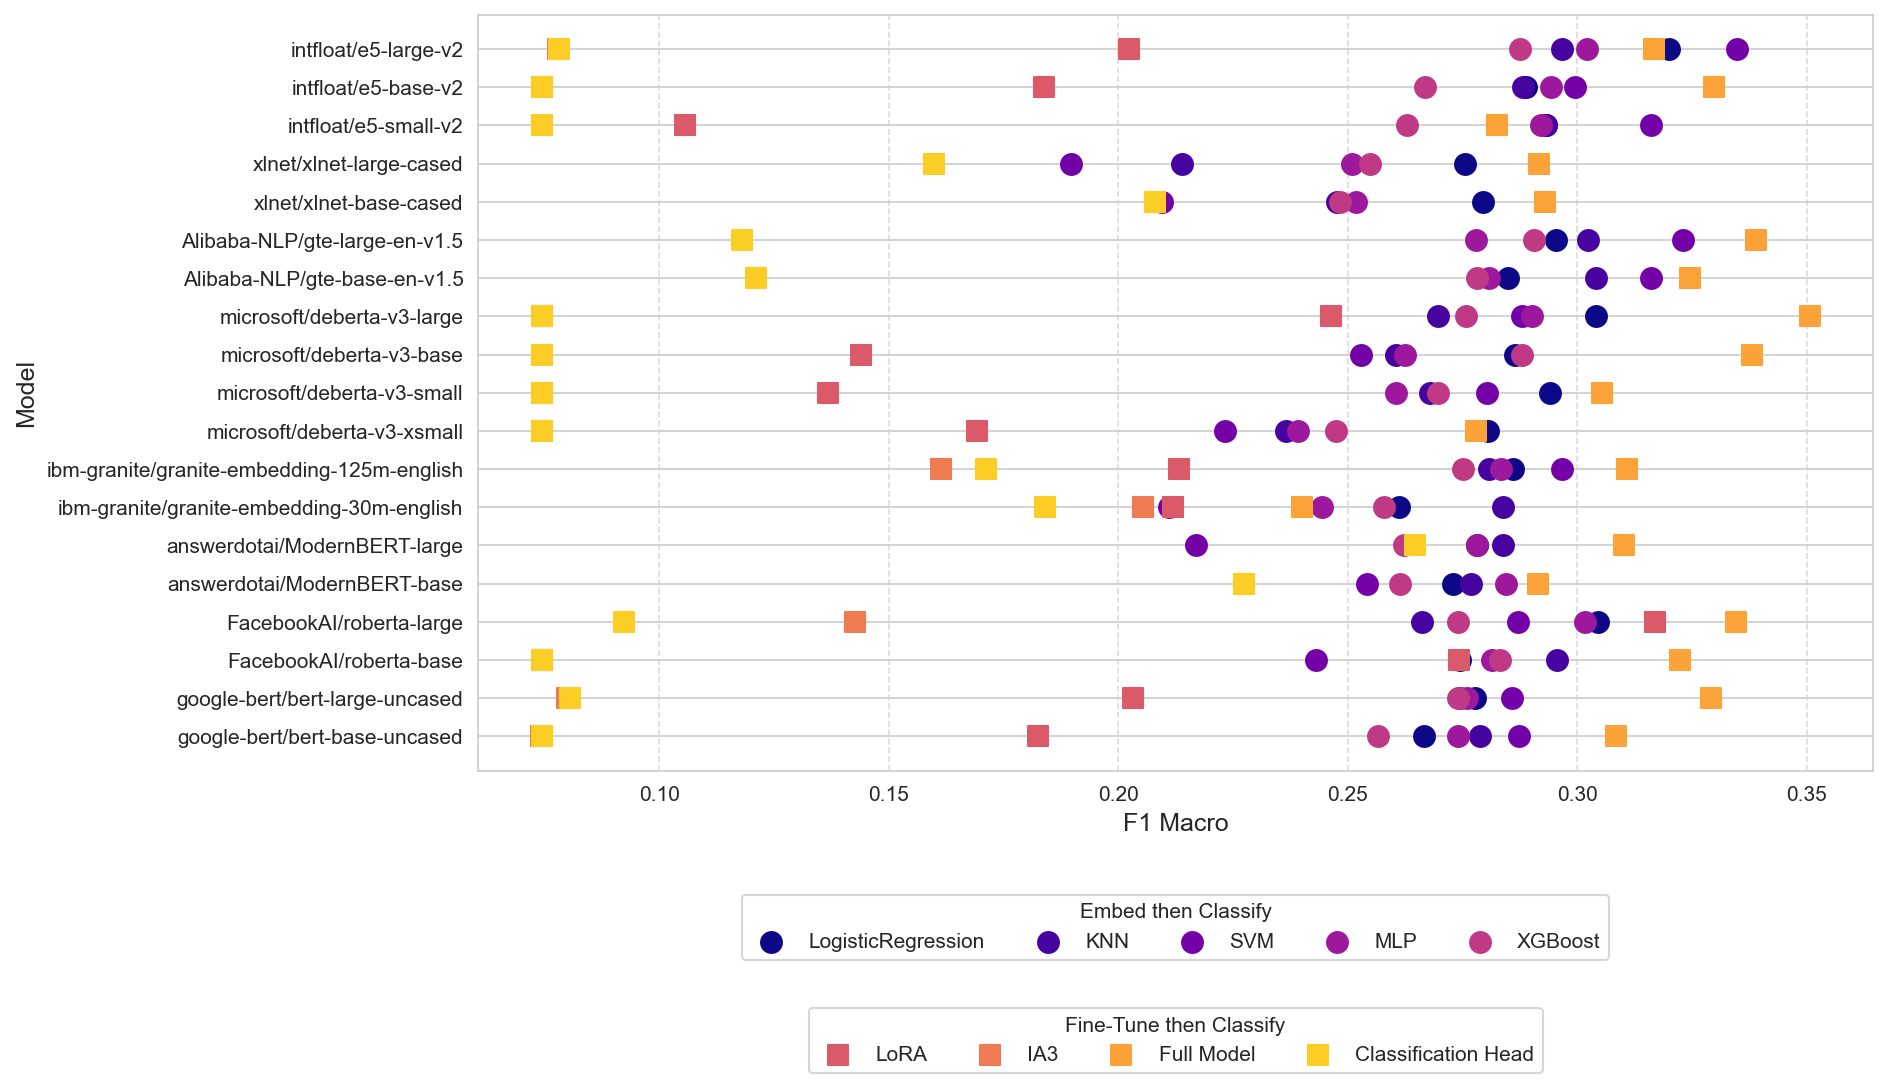 Model
intfloat/e5-large-v2
intfloat/e5-base-v2
intfloat/e5-small-v2
xlnet/xlnet-large-cased
xlnet/xlnet-base-cased
Alibaba-NLP/gte-large-en-v1.5
Alibaba-NLP/gte-base-en-v1.5
microsoft/deberta-v3-large
microsoft/deberta-v3-base
microsoft/deberta-v3-small
microsoft/deberta-v3-xsmall
ibm-granite/granite-embedding-125m-english
ibm-granite/granite-embedding-30m-english
answerdotai/ModernBERT-large
answerdotai/ModernBERT-base
FacebookAI/roberta-large
FacebookAI/roberta-base
google-bert/bert-large-uncased
google-bert/bert-base-uncased
0.10 0.15 0.20 0.25 0.30 0.35
F1 Macro
Embed then Classify
LogisticRegression KNN SVM MLP XGBoost
Fine-Tune then Classify
LoRA IA3 Full Model Classification Head